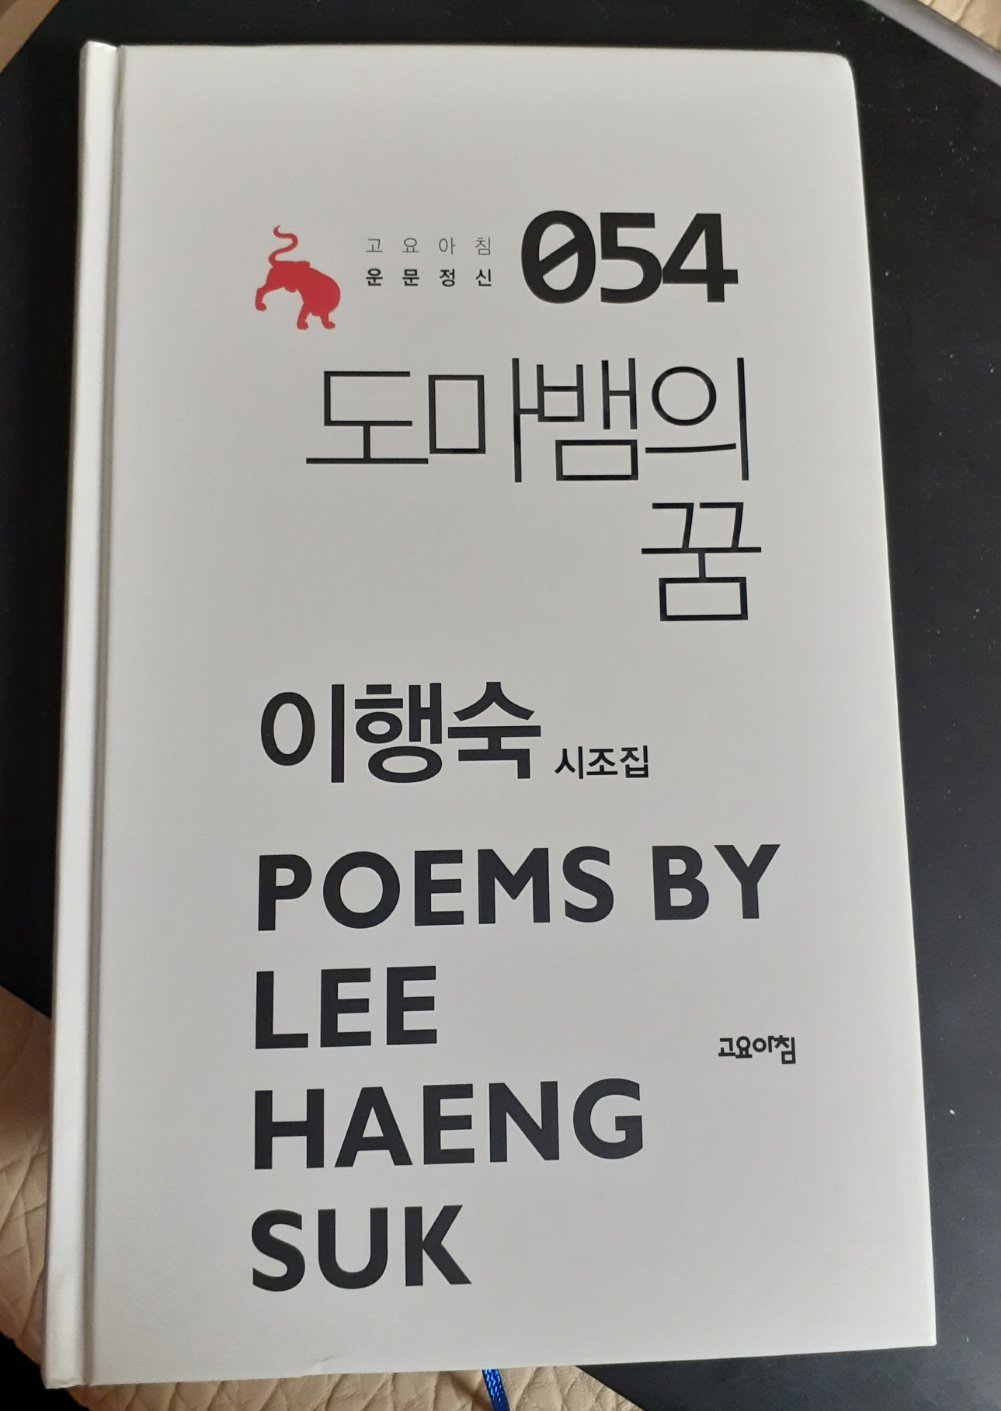 고요아침
운문정신
054
도마뱀의
꿈
이행숙 시조집
POEMS BY
LEE
HAENG
SUK
고요아침